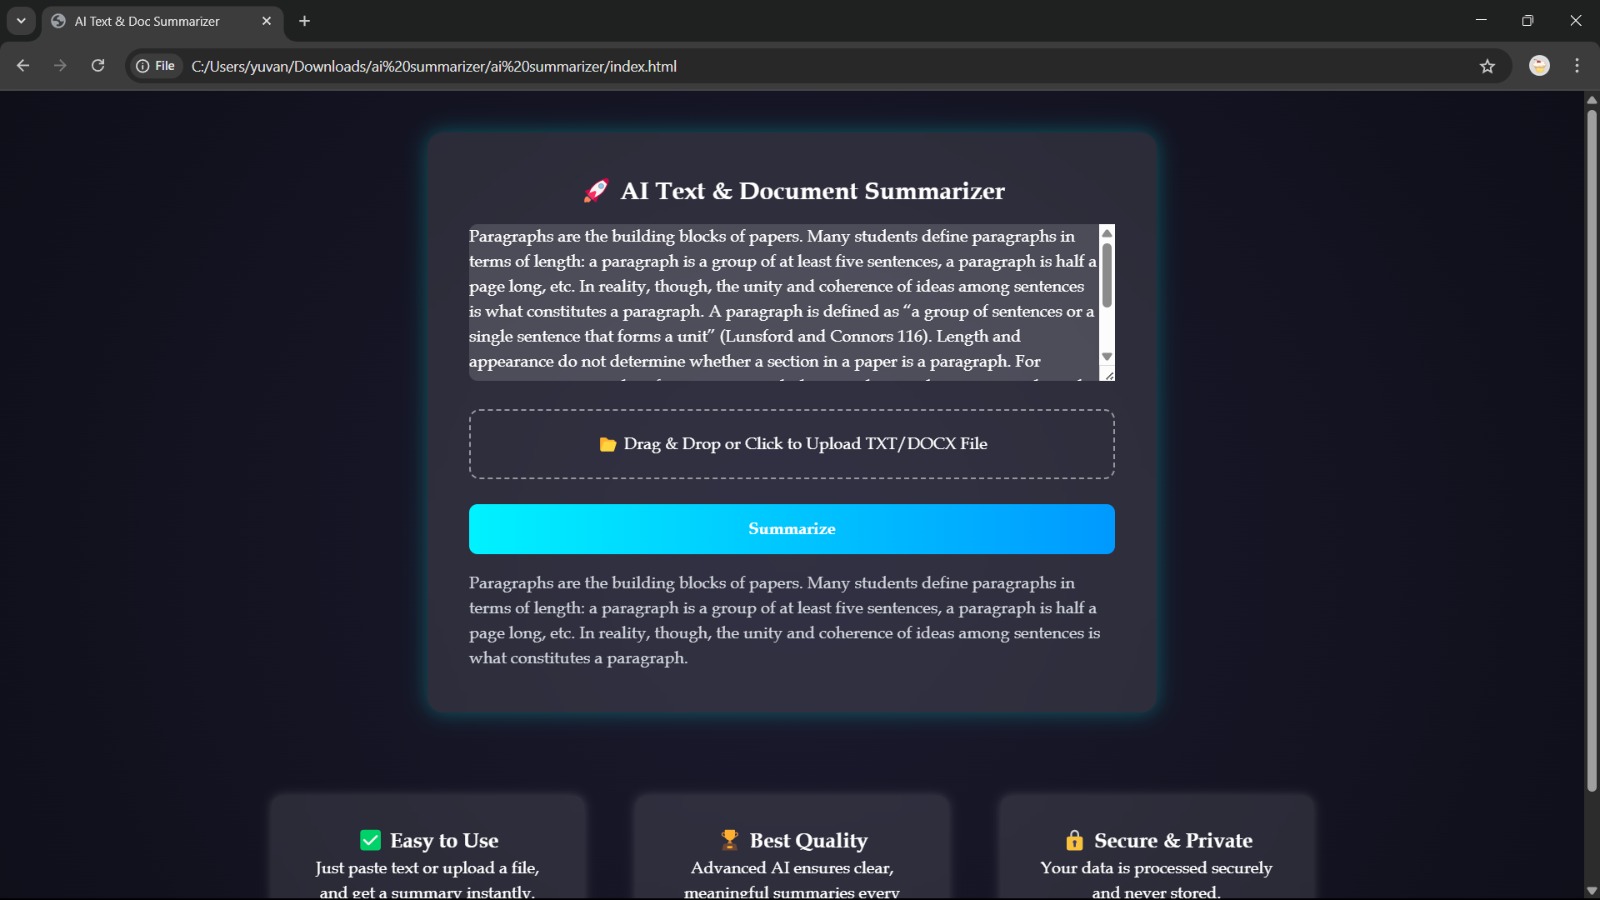 AI Text & Doc Summarizer
File
C:/Users/yuvan/Downloads/ai%20summarizer/ai%20summarizer/index.html
AI Text & Document Summarizer
Paragraphs are the building blocks of papers. Many students define paragraphs in
terms of length: a paragraph is a group of at least five sentences, a paragraph is half a
page long, etc. In reality, though, the unity and coherence of ideas among sentences
is what constitutes a paragraph. A paragraph is defined as “a group of sentences or a
single sentence that forms a unit” (Lunsford and Connors 116). Length and
appearance do not determine whether a section in a paper is a paragraph. For
Drag & Drop or Click to Upload TXT/DOCX File
Summarize
Paragraphs are the building blocks of papers. Many students define paragraphs in
terms of length: a paragraph is a group of at least five sentences, a paragraph is half a
page long, etc. In reality, though, the unity and coherence of ideas among sentences is
what constitutes a paragraph.
Easy to Use
Just paste text or upload a file,
and get a summary instantly.
Best Quality
Advanced AI ensures clear,
meaningful summaries every
Secure & Private
Your data is processed securely
and never stored.